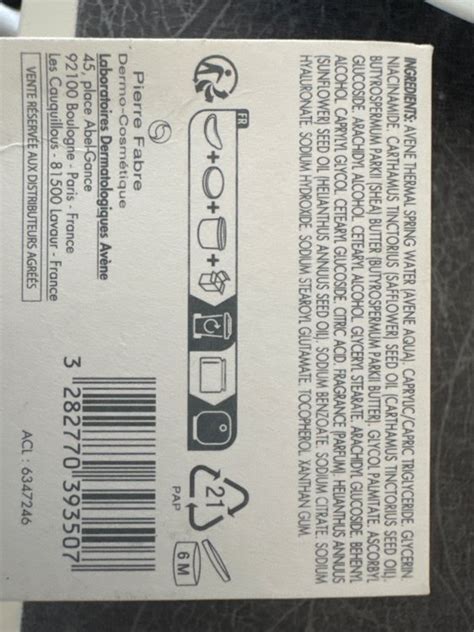 INGREDIENTS: AVENE THERMAL SPRING WATER (AVENE AQUA). CAPRYLIC/CAPRIC TRIGLYCERIDE. GLYCERIN.
NIACINAMIDE. CARTHAMUS TINCTORIUS (SAFFLOWER) SEED OIL (CARTHAMUS TINCTORIUS SEED OIL).
BUTYROSPERMUM PARKII (SHEA) BUTTER (BUTYROSPERMUM PARKII BUTTER). GLYCOL PALMITATE. ASCORBYL
GLUCOSIDE. ARACHIDYL ALCOHOL. CETEARYL ALCOHOL. GLYCERYL STEARATE. ARACHIDYL GLUCOSIDE. BEHENYL
ALCOHOL. CAPRYLYL GLYCOL. CETEARYL GLUCOSIDE. CITRIC ACID. FRAGRANCE (PARFUM). HELIANTHUS ANNUUS
(SUNFLOWER) SEED OIL (HELIANTHUS ANNUUS SEED OIL). SODIUM BENZOATE. SODIUM CITRATE. SODIUM
HYALURONATE. SODIUM HYDROXIDE. SODIUM STEAROYL GLUTAMATE. TOCOPHEROL. XANTHAN GUM.
FR
21
PAP
6 M
Pierre Fabre
Dermo-Cosmétique
Laboratoires Dermatologiques Avène
45, place Abel-Gance
92100 Boulogne - Paris - France
Les Cauquillous - 81500 Lavaur - France
VENTE RÉSERVÉE AUX DISTRIBUTEURS AGRÉÉS
3 282770 393507
ACL : 6347246